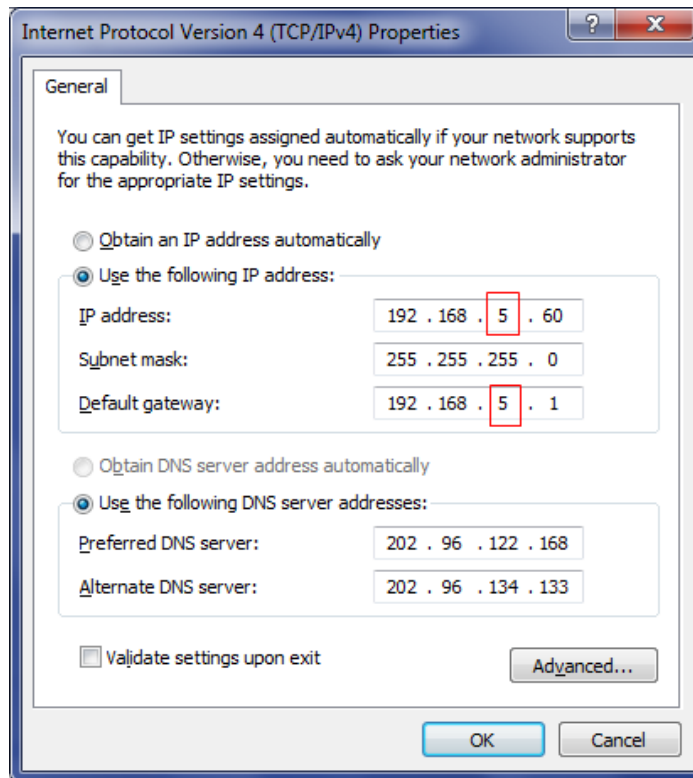 Internet Protocol Version 4 (TCP/IPv4) Properties
?
X
General
You can get IP settings assigned automatically if your network supports
this capability. Otherwise, you need to ask your network administrator
for the appropriate IP settings.
Obtain an IP address automatically
Use the following IP address:
IP address: 192 . 168 . 5 . 60
Subnet mask: 255 . 255 . 255 . 0
Default gateway: 192 . 168 . 5 . 1
Obtain DNS server address automatically
Use the following DNS server addresses:
Preferred DNS server: 202 . 96 . 122 . 168
Alternate DNS server: 202 . 96 . 134 . 133
Validate settings upon exit
Advanced...
OK Cancel